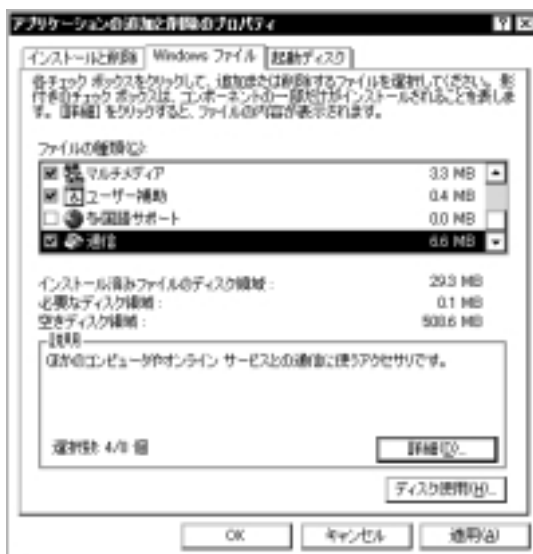 アプリケーションの追加と削除のプロパティ
インストールと削除 Windows ファイル 起動ディスク
各チェック ボックスをクリックして、追加または削除するファイルを選択してください。影
付きのチェック ボックスは、コンポーネントの一部だけがインストールされることを表しま
す。[詳細] をクリックすると、ファイルの内容が表示されます。
ファイルの種類(C):
マルチメディア 3.3 MB
ユーザー補助 0.4 MB
多国語サポート 0.0 MB
通信 6.6 MB
インストール済みファイルのディスク領域: 29.3 MB
必要なディスク領域: 0.1 MB
空きディスク領域: 508.6 MB
説明
ほかのコンピュータやオンライン サービスとの通信に使うアクセサリです。
選択数: 4/8 個
詳細(D)...
ディスク使用(H)...
OK キャンセル 適用(A)